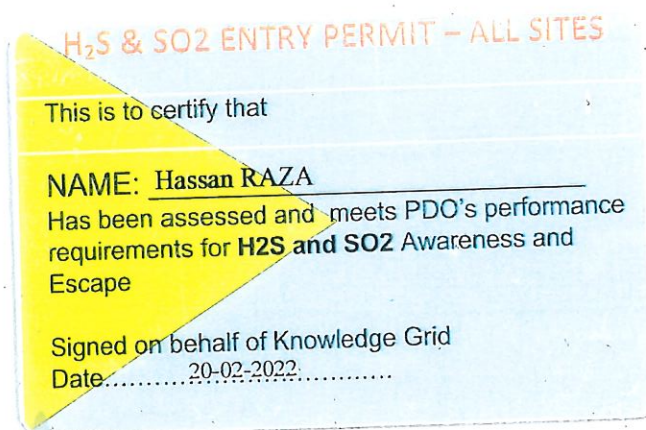 H₂S & SO2 ENTRY PERMIT – ALL SITES
This is to certify that
NAME: Hassan RAZA
Has been assessed and meets PDO's performance
requirements for H2S and SO2 Awareness and
Escape
Signed on behalf of Knowledge Grid
Date.......20-02-2022.......